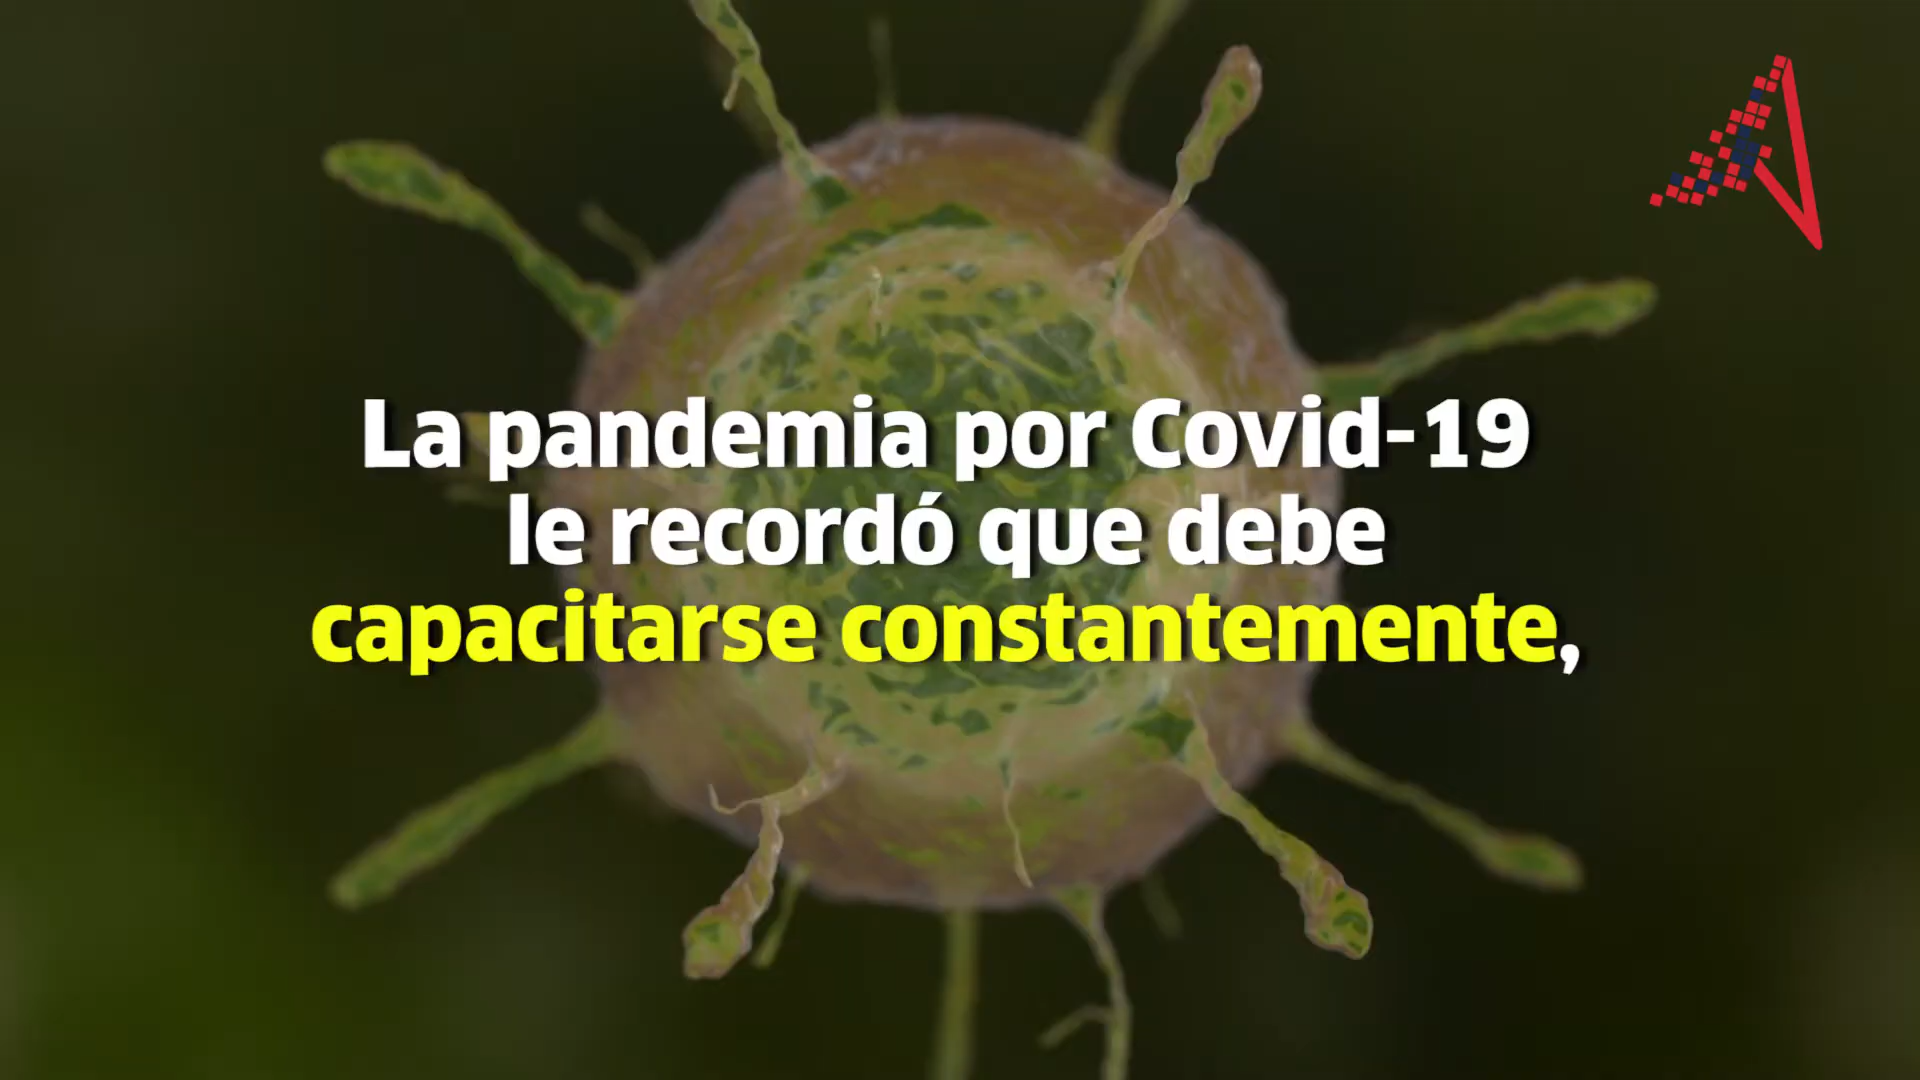 La pandemia por Covid-19
le recordó que debe
capacitarse constantemente,